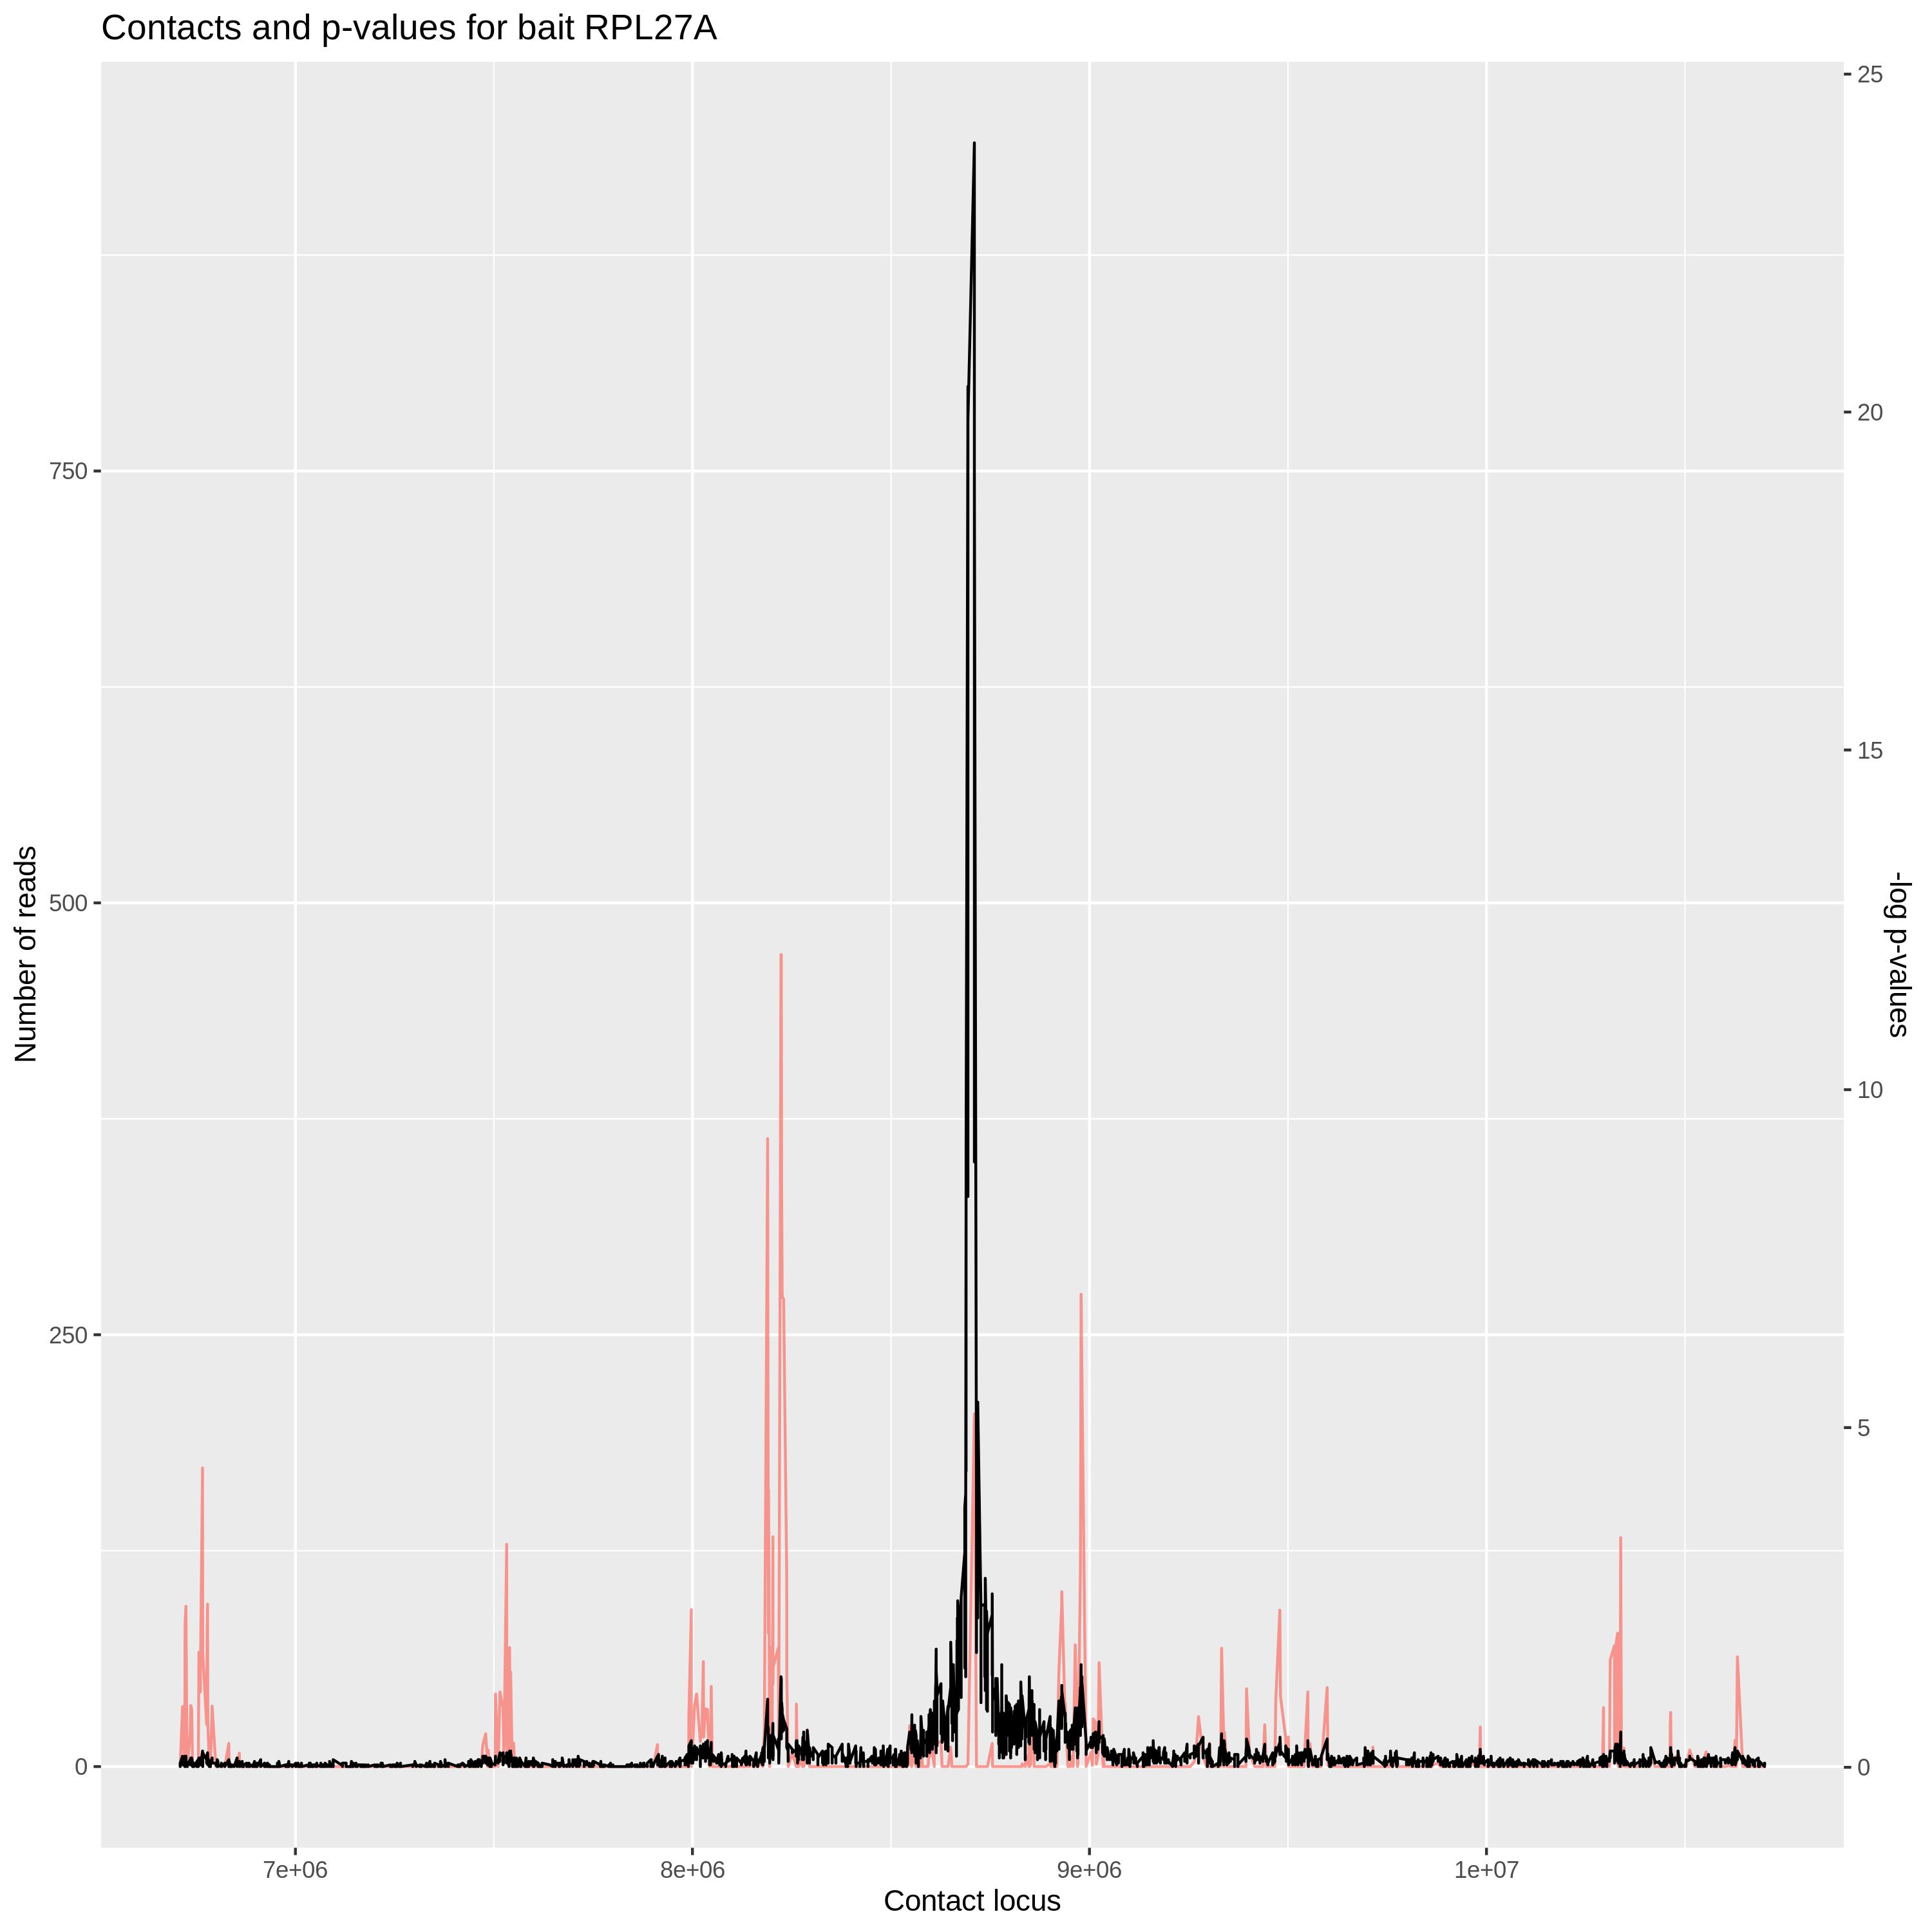 Contacts and p-values for bait RPL27A
Number of reads
750
500
250
0
25
20
15
10
5
0
-log p-values
7e+06
8e+06
9e+06
1e+07
Contact locus